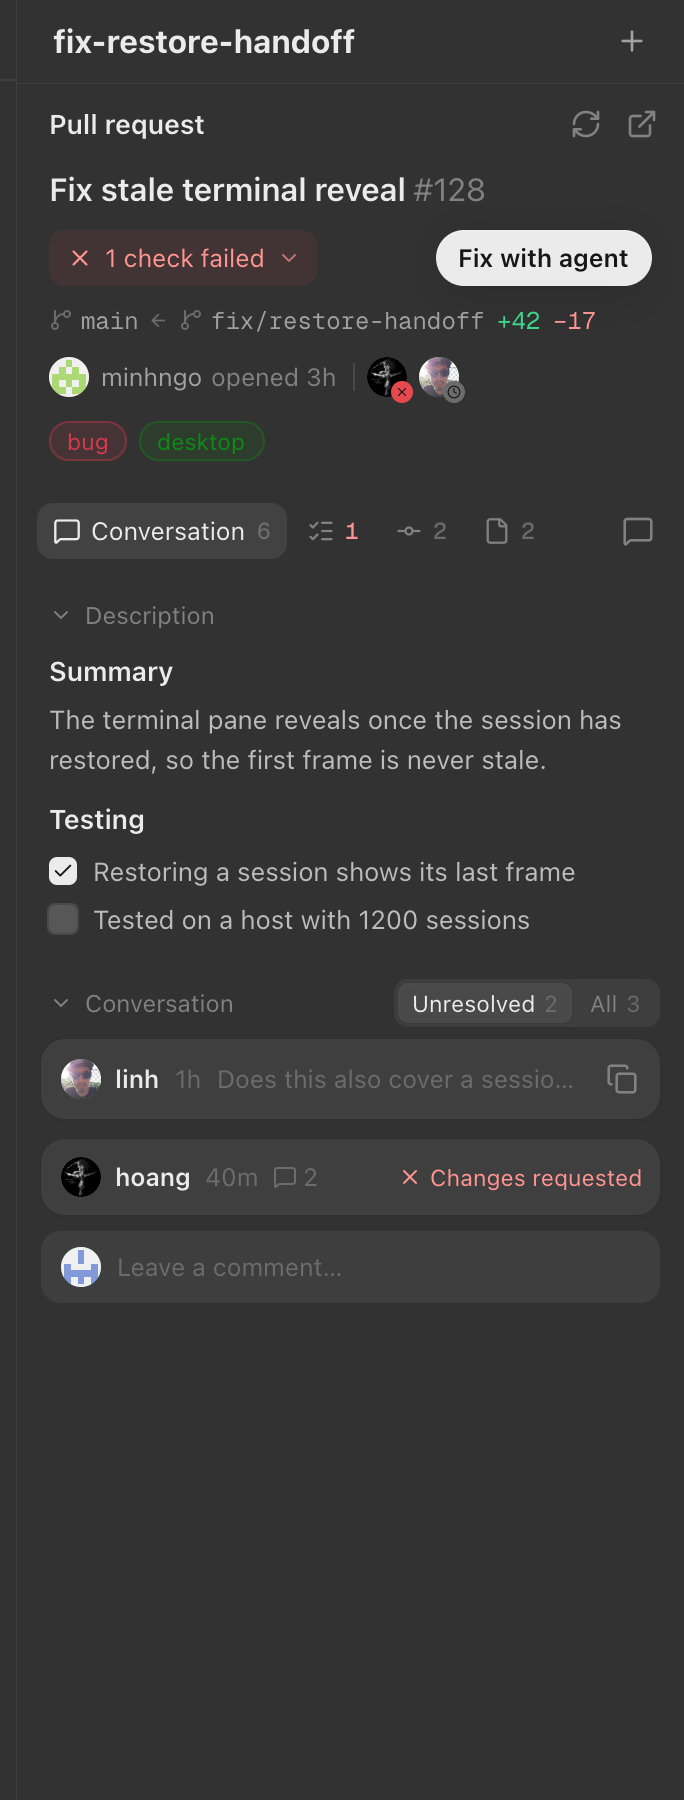 fix-restore-handoff
Pull request
Fix stale terminal reveal #128
1 check failed
Fix with agent
main ← fix/restore-handoff +42 −17
minhngo opened 3h
bug desktop
Conversation 6 1 2 2
Description
Summary
The terminal pane reveals once the session has
restored, so the first frame is never stale.
Testing
Restoring a session shows its last frame
Tested on a host with 1200 sessions
Conversation Unresolved 2 All 3
linh 1h Does this also cover a sessio...
hoang 40m 2 Changes requested
Leave a comment...